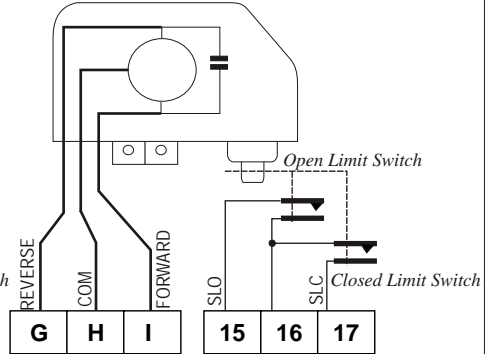 Open Limit Switch
Closed Limit Switch
REVERSE
COM
FORWARD
SLO
SLC
G H I 15 16 17